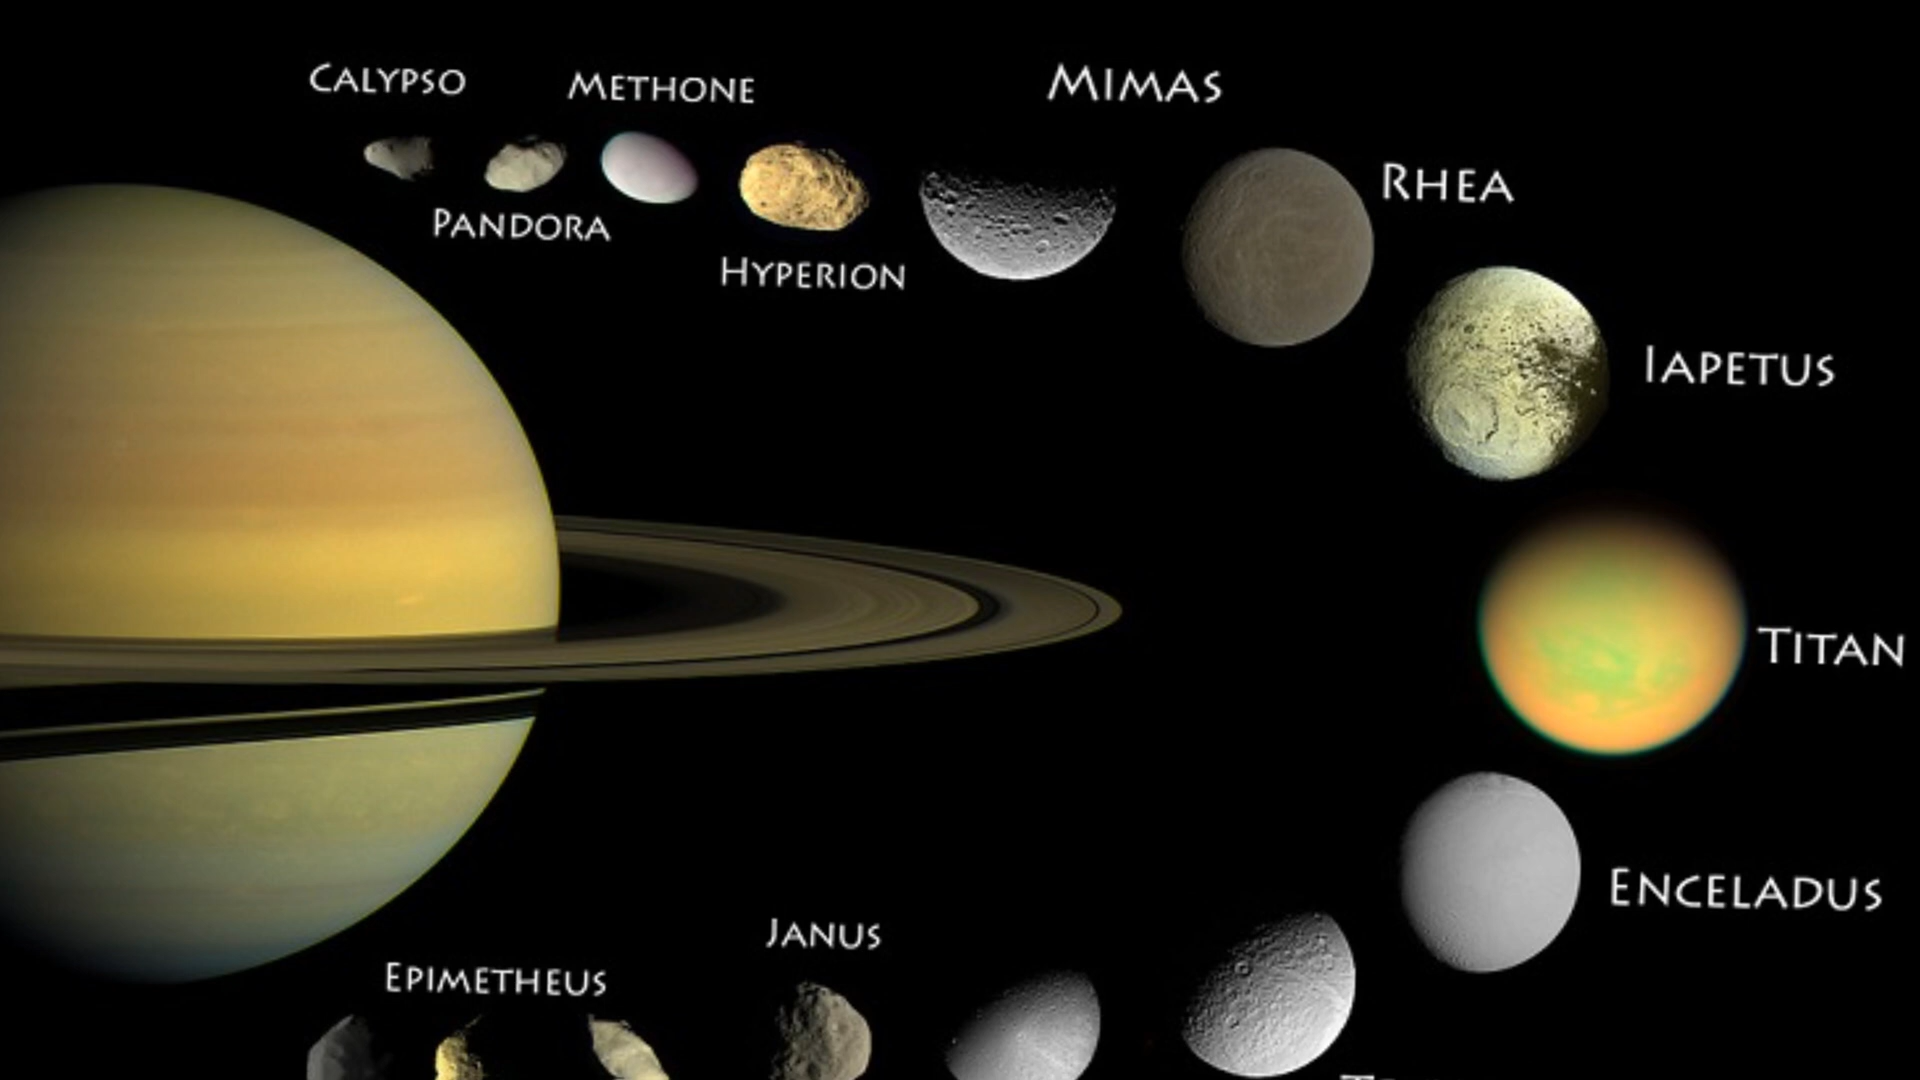 CALYPSO
METHONE
MIMAS
RHEA
PANDORA
HYPERION
IAPETUS
TITAN
ENCELADUS
JANUS
EPIMETHEUS